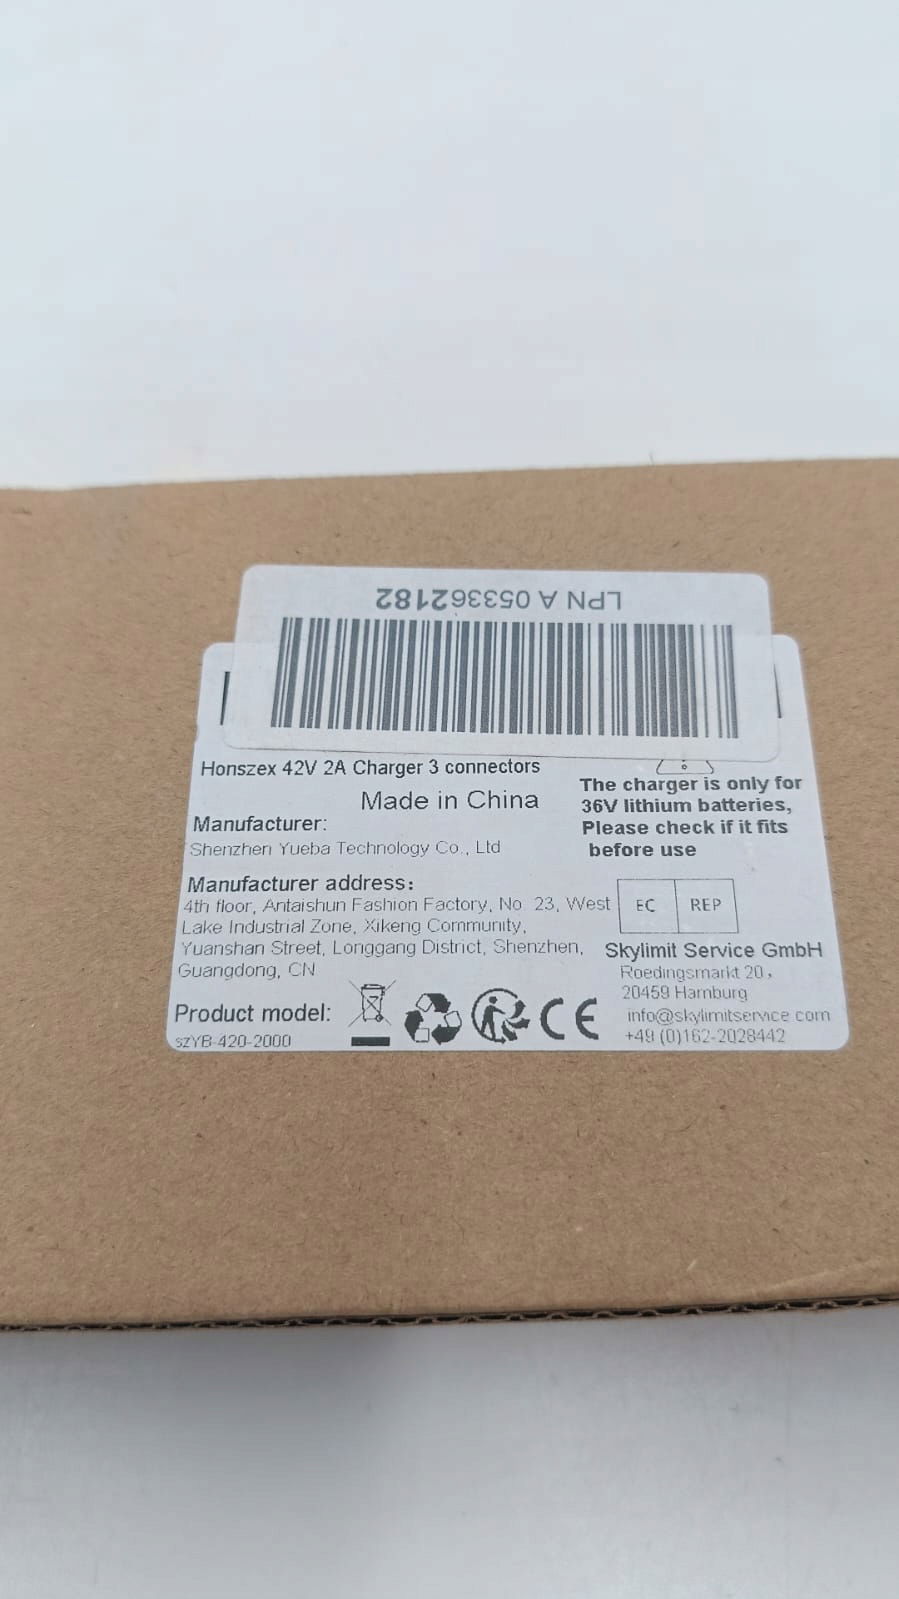 LPN A 0533362182
Honszex 42V 2A Charger 3 connectors
Made in China
Manufacturer:
Shenzhen Yueba Technology Co., Ltd
Manufacturer address:
4th floor, Antaishun Fashion Factory, No. 23, West
Lake Industrial Zone, Xikeng Community,
Yuanshan Street, Longgang District, Shenzhen,
Guangdong, CN
Product model:
szYB-420-2000
The charger is only for
36V lithium batteries,
Please check if it fits
before use
EC REP
Skylimit Service GmbH
Roedingsmarkt 20,
20459 Hamburg
info@skylimitservice.com
+49 (0)162-2028442
CE